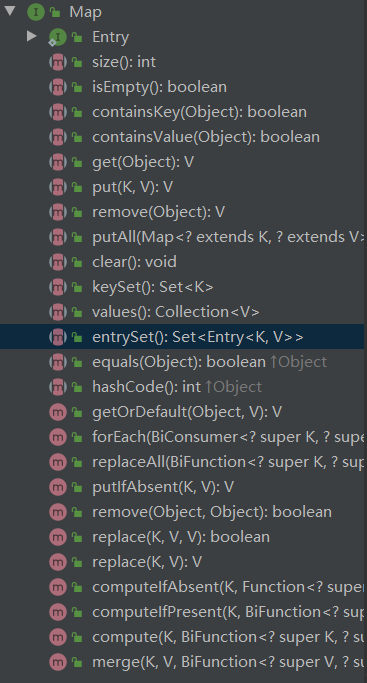 Map
Entry
size(): int
isEmpty(): boolean
containsKey(Object): boolean
containsValue(Object): boolean
get(Object): V
put(K, V): V
remove(Object): V
putAll(Map<? extends K, ? extends V>
clear(): void
keySet(): Set<K>
values(): Collection<V>
entrySet(): Set<Entry<K, V>>
equals(Object): boolean ↑Object
hashCode(): int ↑Object
getOrDefault(Object, V): V
forEach(BiConsumer<? super K, ? supe
replaceAll(BiFunction<? super K, ? supe
putIfAbsent(K, V): V
remove(Object, Object): boolean
replace(K, V, V): boolean
replace(K, V): V
computeIfAbsent(K, Function<? super
computeIfPresent(K, BiFunction<? sup
compute(K, BiFunction<? super K, ? su
merge(K, V, BiFunction<? super V, ? su